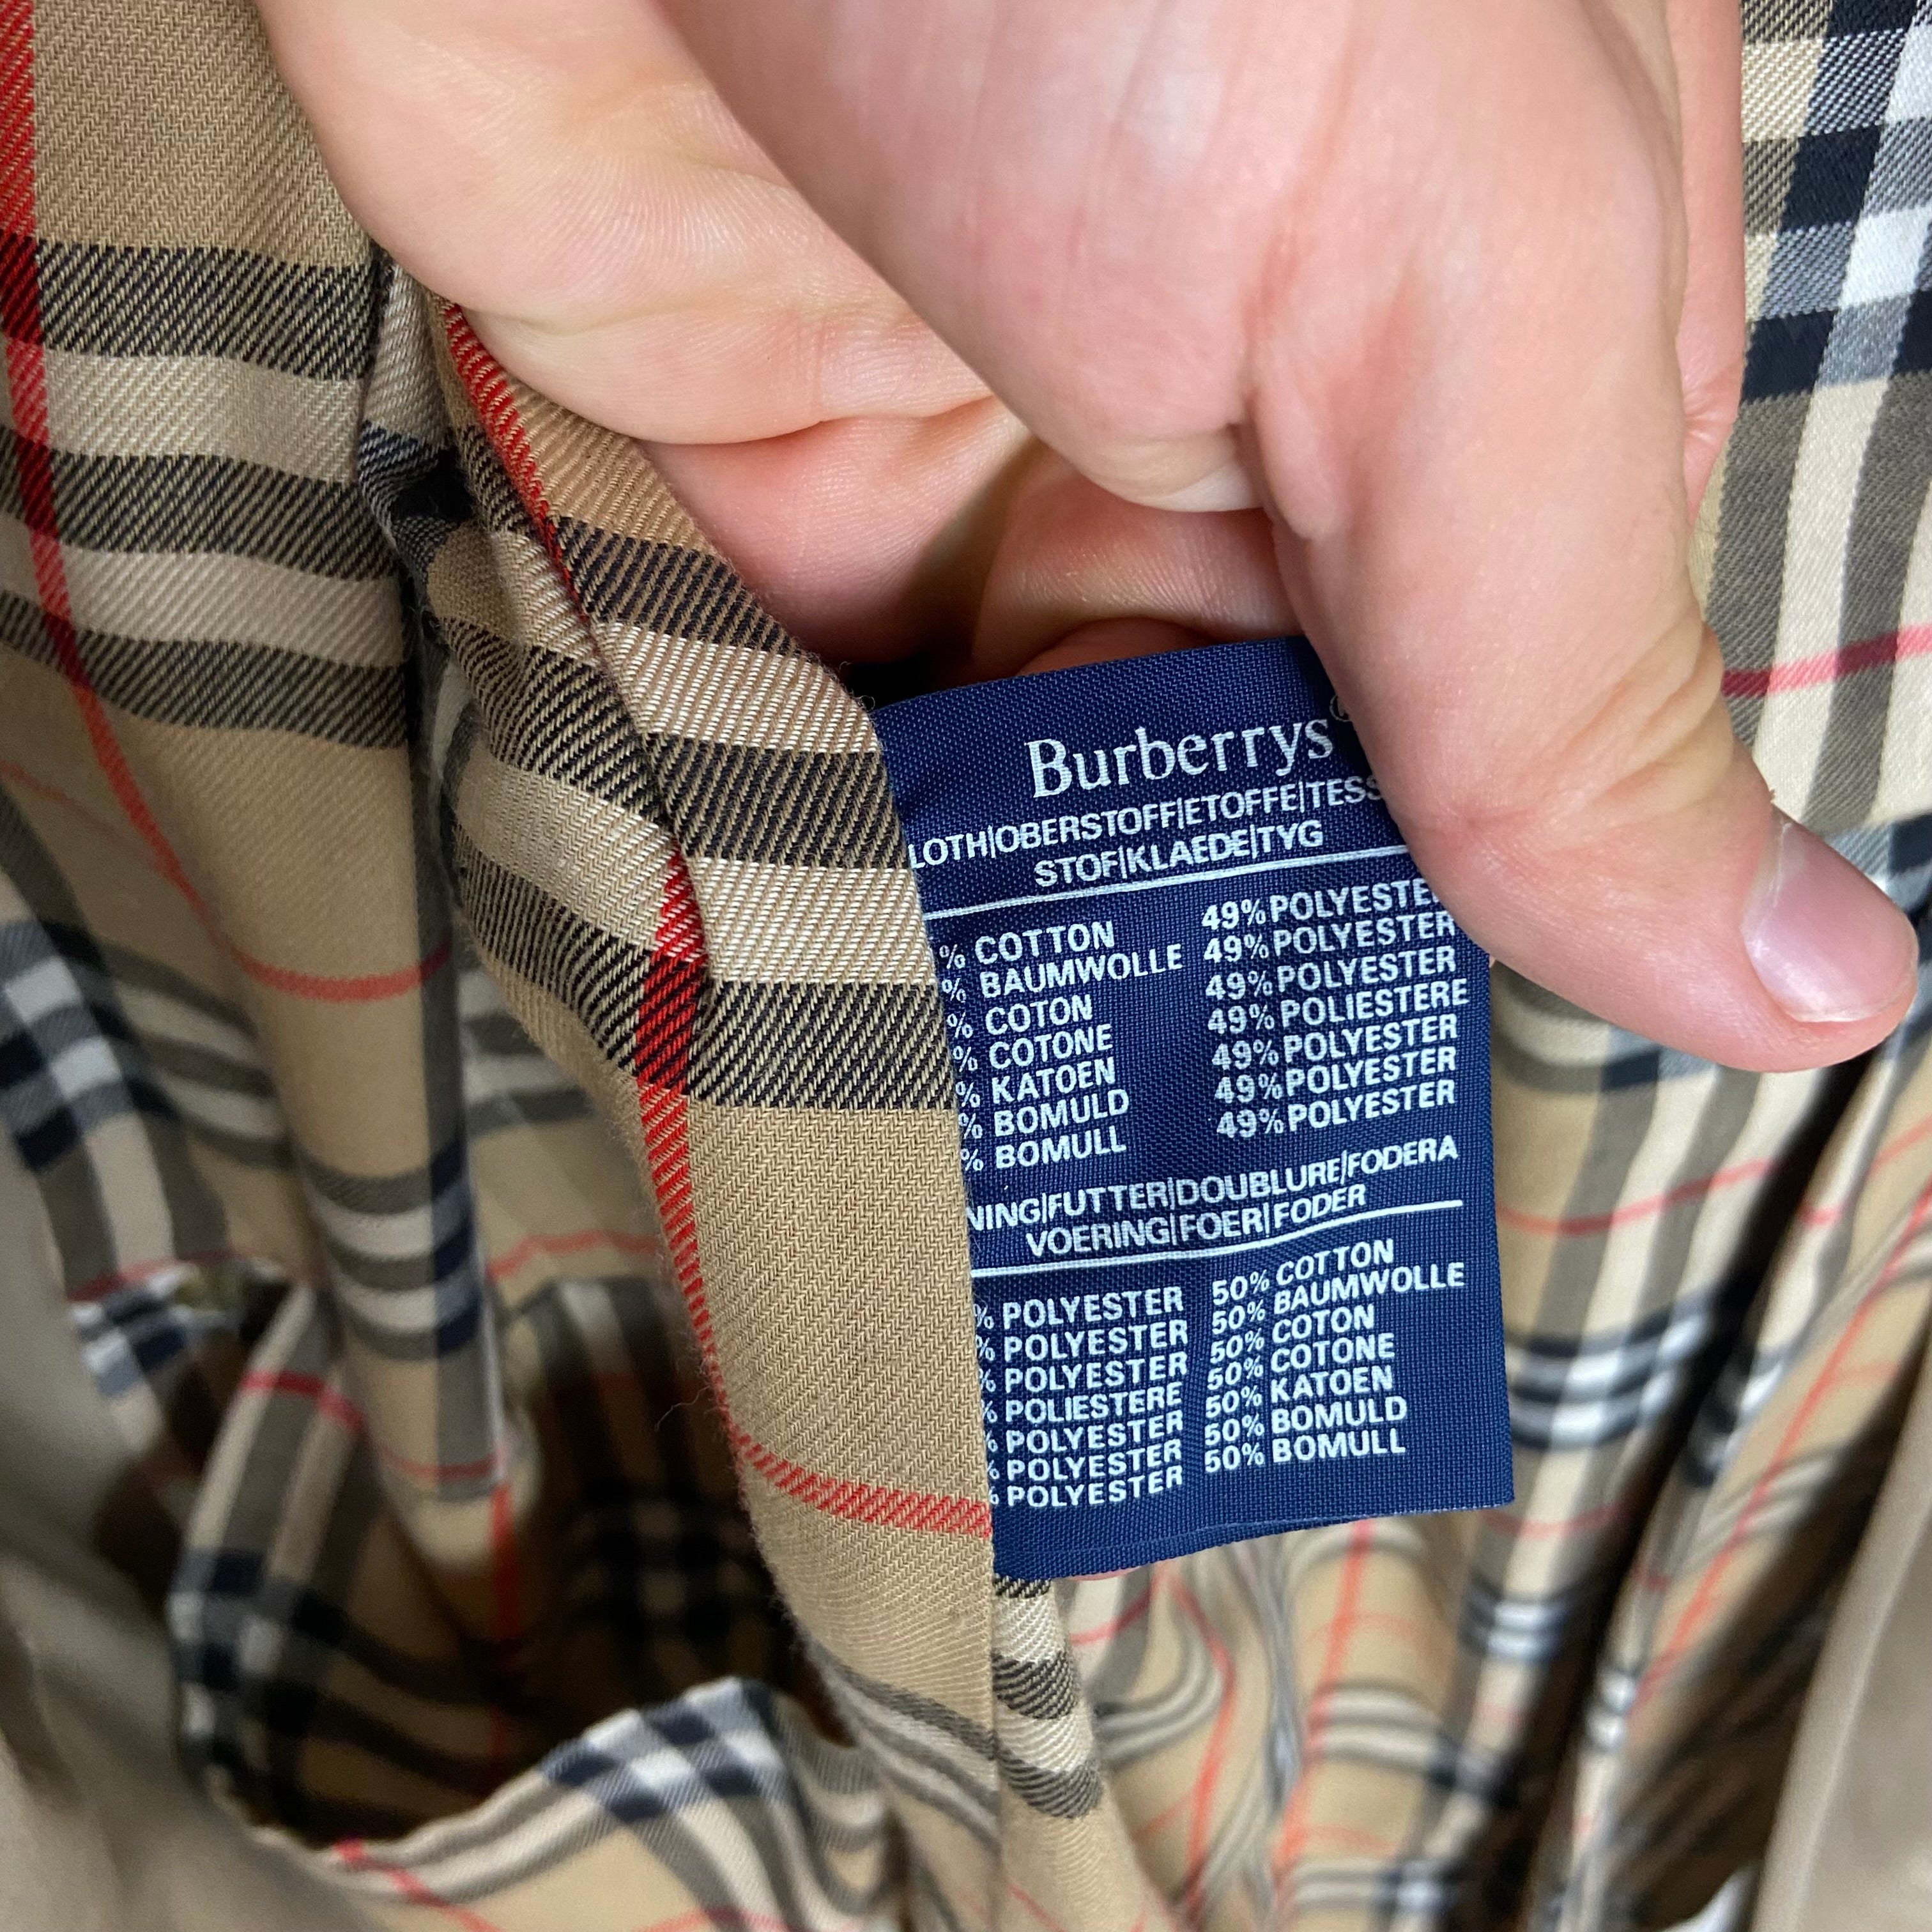 Burberrys®
LOTH|OBERSTOFF|ETOFFE|TESS
STOF|KLAEDE|TYG
% COTTON 49% POLYESTER
% BAUMWOLLE 49% POLYESTER
% COTON 49% POLYESTER
% COTONE 49% POLIESTERE
% KATOEN 49% POLYESTER
% BOMULD 49% POLYESTER
% BOMULL 49% POLYESTER
NING|FUTTER|DOUBLURE|FODERA
VOERING|FOER|FODER
% POLYESTER 50% COTTON
% POLYESTER 50% BAUMWOLLE
% POLYESTER 50% COTON
% POLIESTERE 50% COTONE
% POLYESTER 50% KATOEN
% POLYESTER 50% BOMULD
% POLYESTER 50% BOMULL